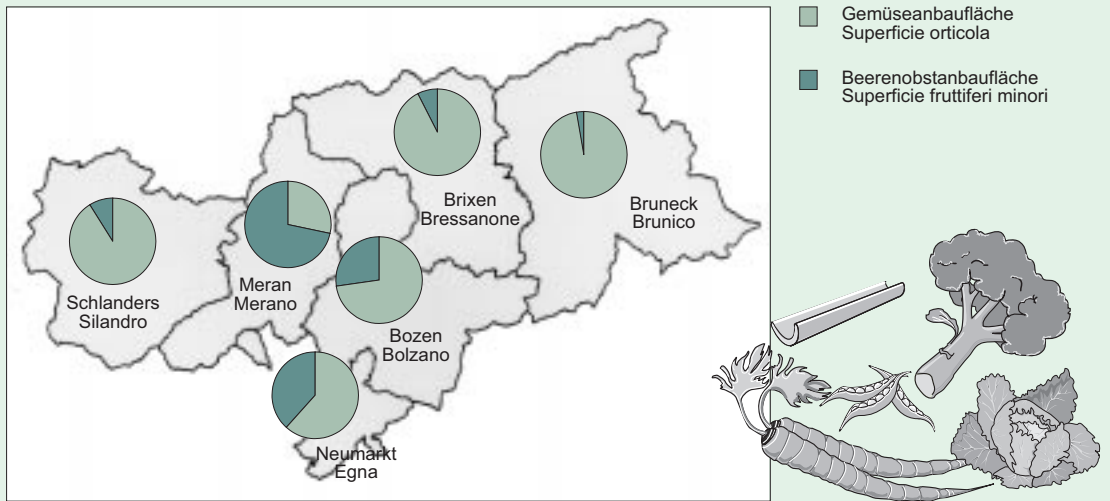 Gemüseanbaufläche
Superficie orticola
Beerenobstanbaufläche
Superficie fruttiferi minori
Brixen
Bressanone
Bruneck
Brunico
Schlanders
Silandro
Meran
Merano
Bozen
Bolzano
Neumarkt
Egna